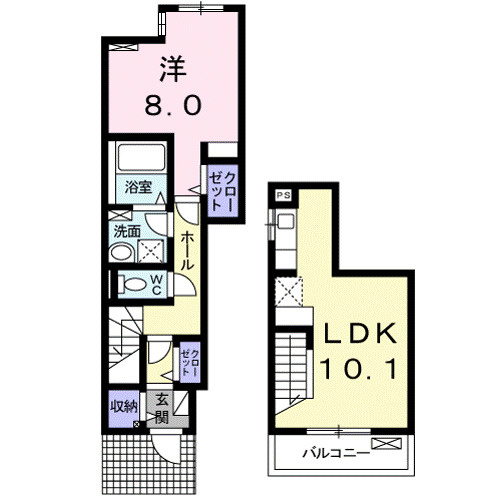 洋
8.0
クロー
ゼット
浴室
洗面
ホール
WC
クロー
ゼット
収納
玄関
PS
LDK
10.1
バルコニー